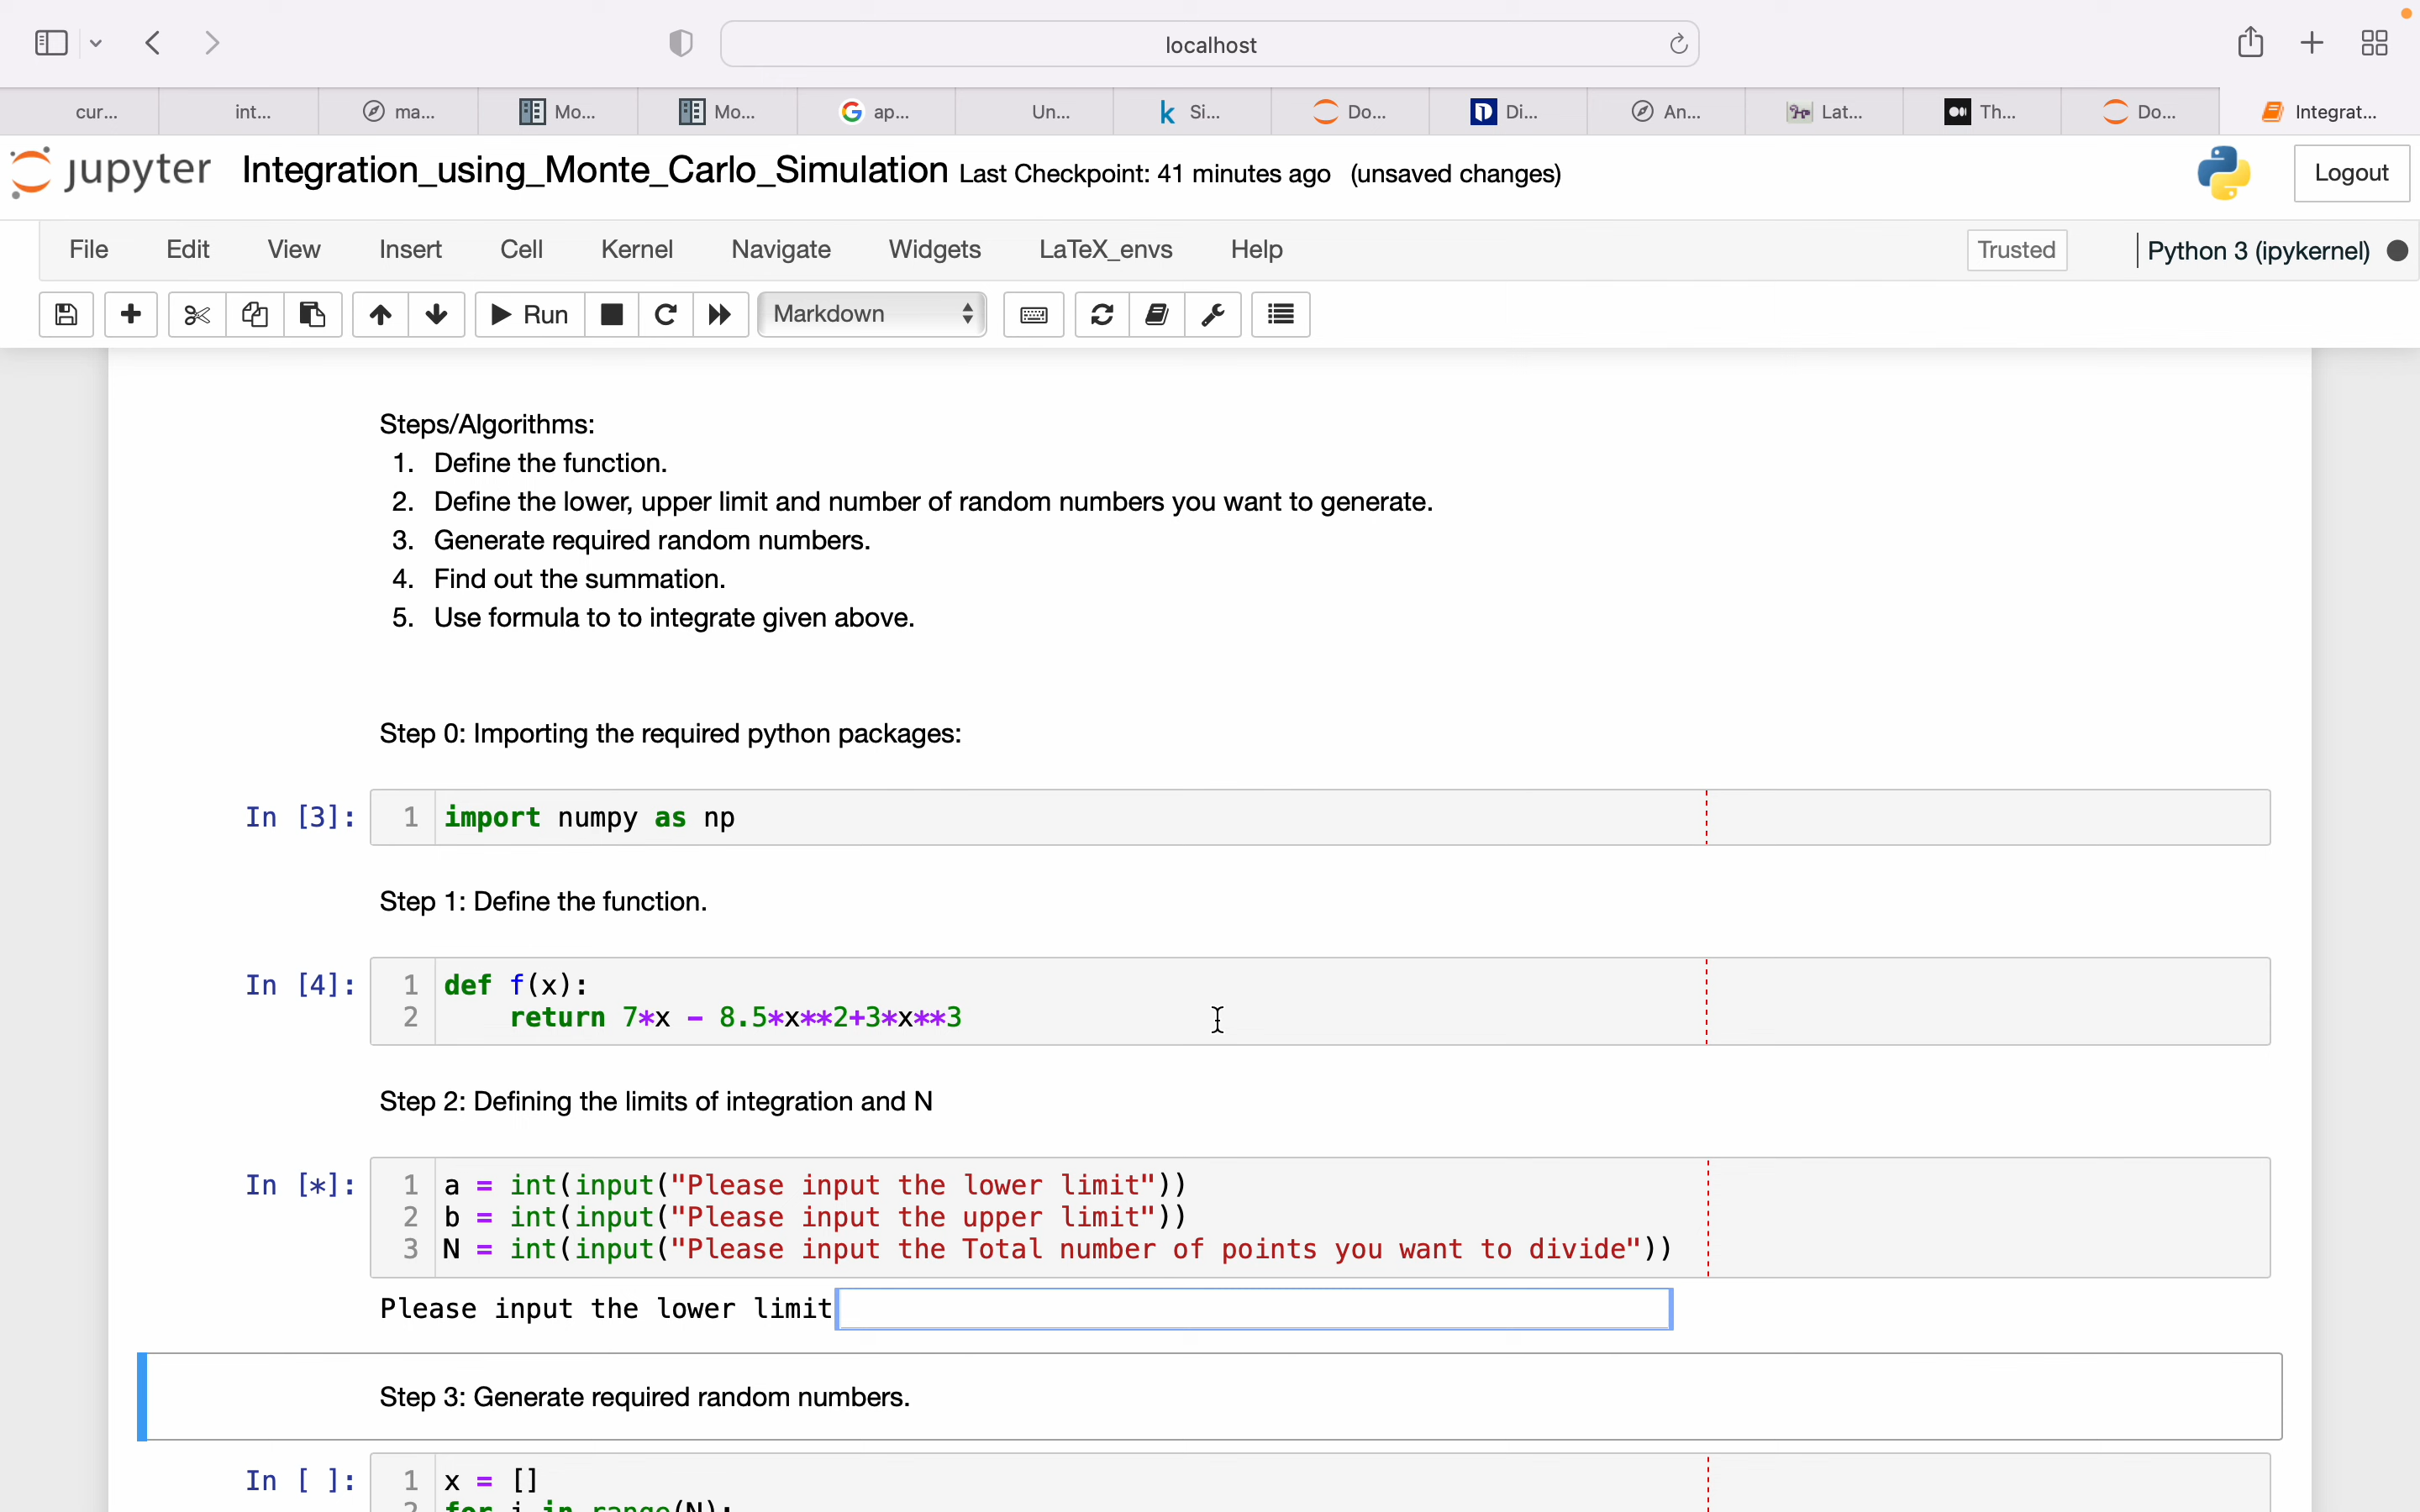 localhost
cur... int... ma... Mo... Mo... ap... Un... Si... Do... Di... An... Lat... Th... Do... Integrat...
jupyter Integration_using_Monte_Carlo_Simulation Last Checkpoint: 41 minutes ago (unsaved changes) Logout
File Edit View Insert Cell Kernel Navigate Widgets LaTeX_envs Help Trusted Python 3 (ipykernel)
Run Markdown
Steps/Algorithms:
1. Define the function.
2. Define the lower, upper limit and number of random numbers you want to generate.
3. Generate required random numbers.
4. Find out the summation.
5. Use formula to to integrate given above.
Step 0: Importing the required python packages:
In [3]: 1 import numpy as np
Step 1: Define the function.
In [4]: 1 def f(x):
2 return 7*x - 8.5*x**2+3*x**3
Step 2: Defining the limits of integration and N
In [*]: 1 a = int(input("Please input the lower limit"))
2 b = int(input("Please input the upper limit"))
3 N = int(input("Please input the Total number of points you want to divide"))
Please input the lower limit
Step 3: Generate required random numbers.
In [ ]: 1 x = []
2 for i in range(N):